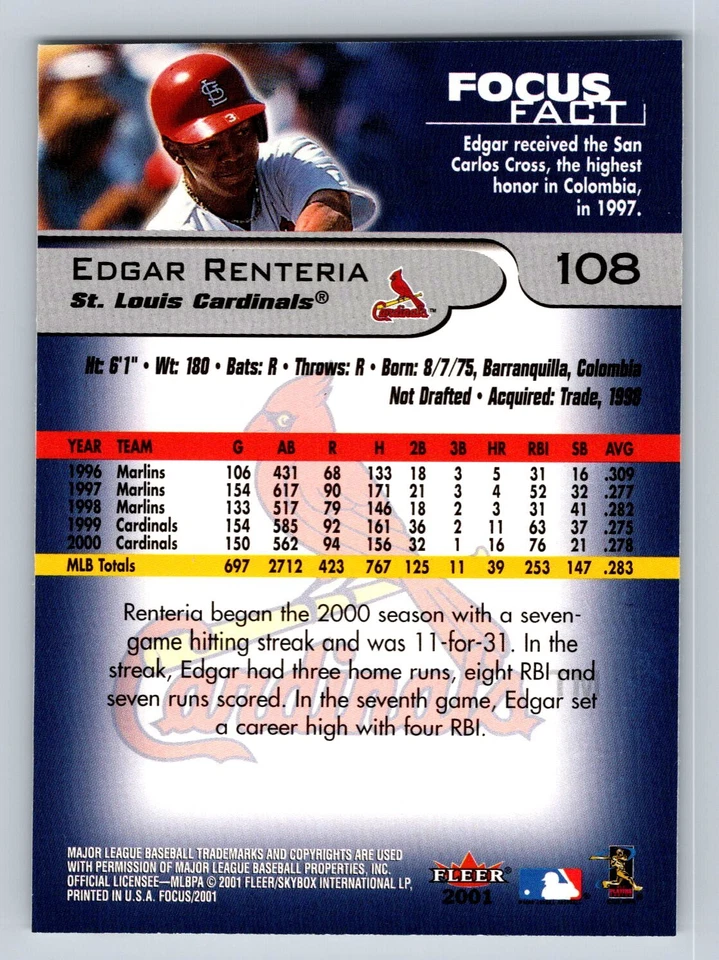 StL
3
FOCUS
FACT
Edgar received the San
Carlos Cross, the highest
honor in Colombia,
in 1997.
EDGAR RENTERIA
108
St. Louis Cardinals®
Cardinals™
Ht: 6'1" • Wt: 180 • Bats: R • Throws: R • Born: 8/7/75, Barranquilla, Colombia
Not Drafted • Acquired: Trade, 1998
YEAR TEAM G AB R H 2B 3B HR RBI SB AVG
1996 Marlins 106 431 68 133 18 3 5 31 16 .309
1997 Marlins 154 617 90 171 21 3 4 52 32 .277
1998 Marlins 133 517 79 146 18 2 3 31 41 .282
1999 Cardinals 154 585 92 161 36 2 11 63 37 .275
2000 Cardinals 150 562 94 156 32 1 16 76 21 .278
MLB Totals 697 2712 423 767 125 11 39 253 147 .283
Renteria began the 2000 season with a seven-
game hitting streak and was 11-for-31. In the
streak, Edgar had three home runs, eight RBI and
seven runs scored. In the seventh game, Edgar set
a career high with four RBI.
Cardinals™
MAJOR LEAGUE BASEBALL TRADEMARKS AND COPYRIGHTS ARE USED
WITH PERMISSION OF MAJOR LEAGUE BASEBALL PROPERTIES, INC.
OFFICIAL LICENSEE—MLBPA © 2001 FLEER/SKYBOX INTERNATIONAL LP,
PRINTED IN U.S.A. FOCUS/2001
FLEER®
2001